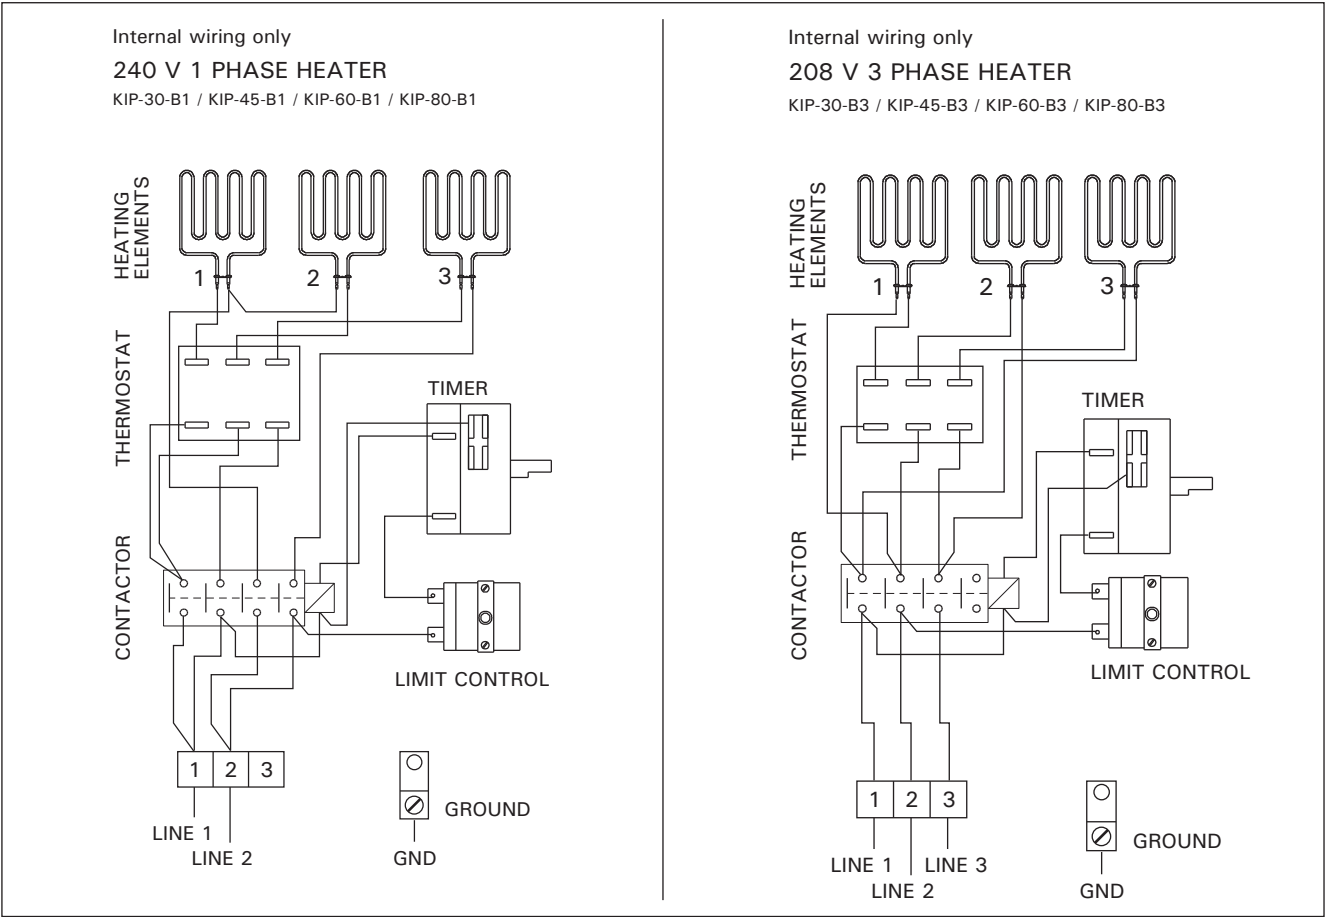 Internal wiring only
240 V 1 PHASE HEATER
KIP-30-B1 / KIP-45-B1 / KIP-60-B1 / KIP-80-B1
HEATING
ELEMENTS
1
2
3
THERMOSTAT
TIMER
CONTACTOR
LIMIT CONTROL
1 2 3
LINE 1
LINE 2
GROUND
GND
Internal wiring only
208 V 3 PHASE HEATER
KIP-30-B3 / KIP-45-B3 / KIP-60-B3 / KIP-80-B3
HEATING
ELEMENTS
1
2
3
THERMOSTAT
TIMER
CONTACTOR
LIMIT CONTROL
1 2 3
LINE 1
LINE 2
LINE 3
GROUND
GND